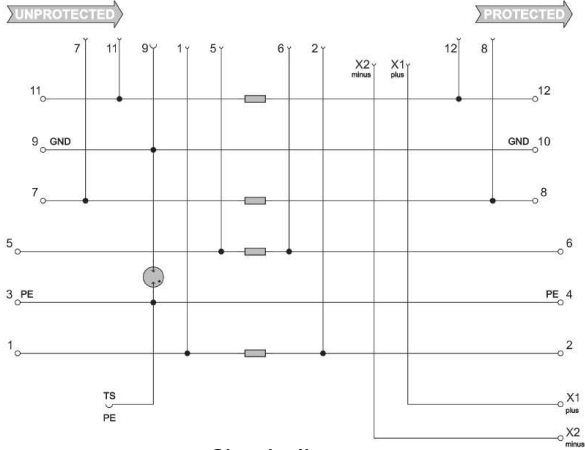 UNPROTECTED PROTECTED
7 11 9 1 5 6 2 12 8
X2 X1
minus plus
11 12
9 GND GND 10
7 8
5 6
3 PE PE 4
1 2
TS
PE
X1
plus
X2
minus